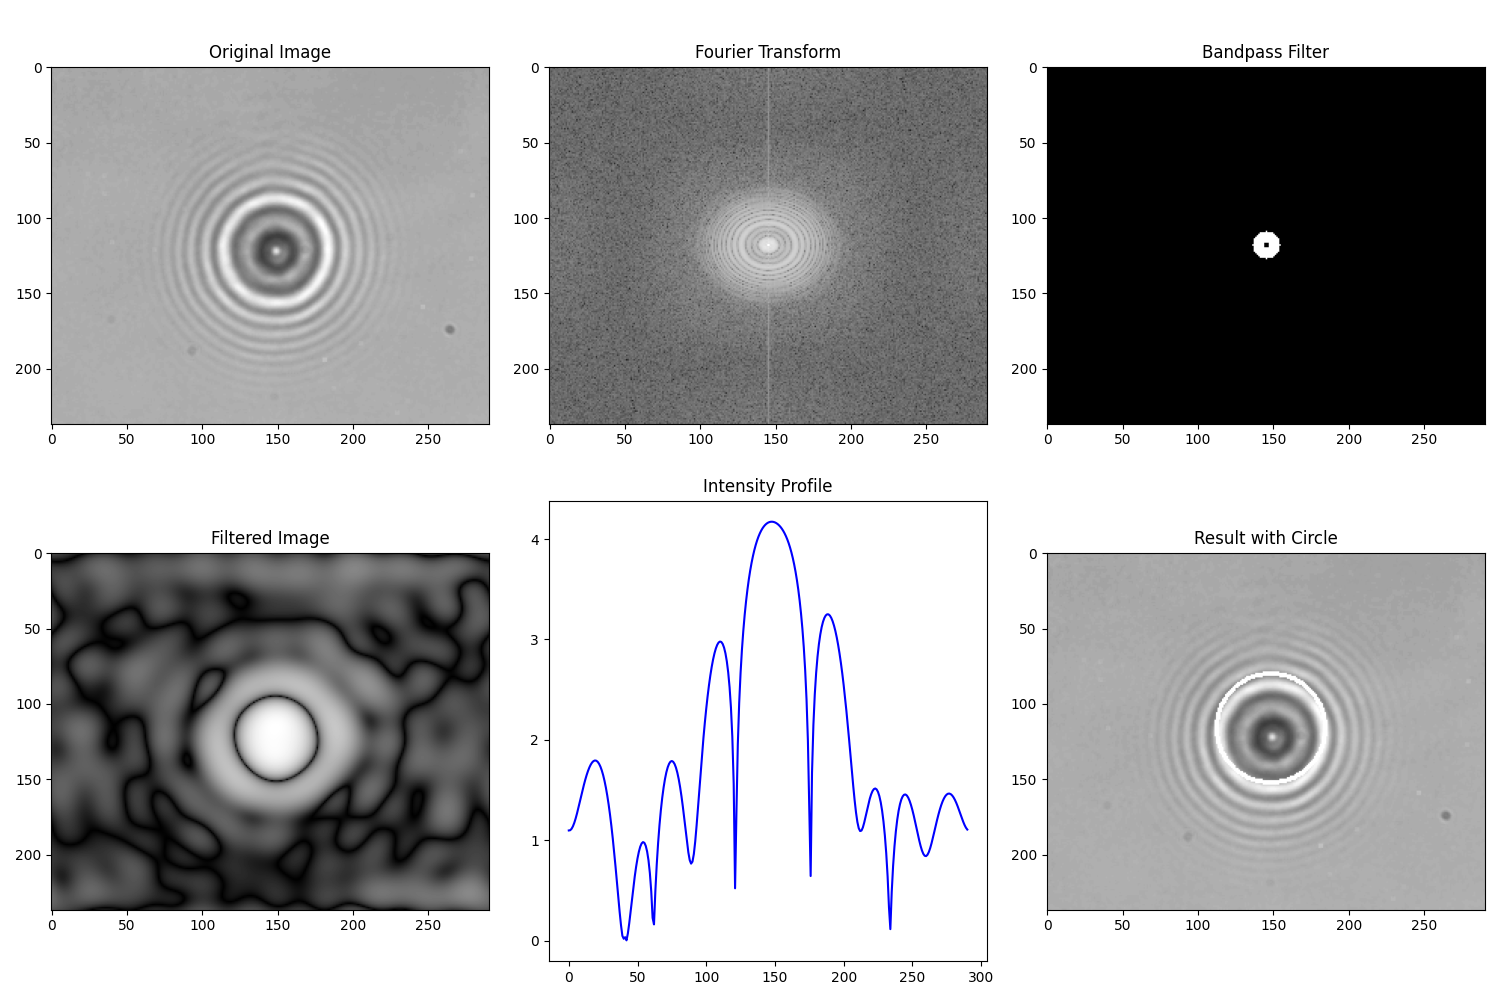 Original Image
Fourier Transform
Bandpass Filter
0
50
100
150
200
0 50 100 150 200 250
0
50
100
150
200
0 50 100 150 200 250
0
50
100
150
200
0 50 100 150 200 250
Filtered Image
Intensity Profile
Result with Circle
0
50
100
150
200
0 50 100 150 200 250
4
3
2
1
0
0 50 100 150 200 250 300
0
50
100
150
200
0 50 100 150 200 250